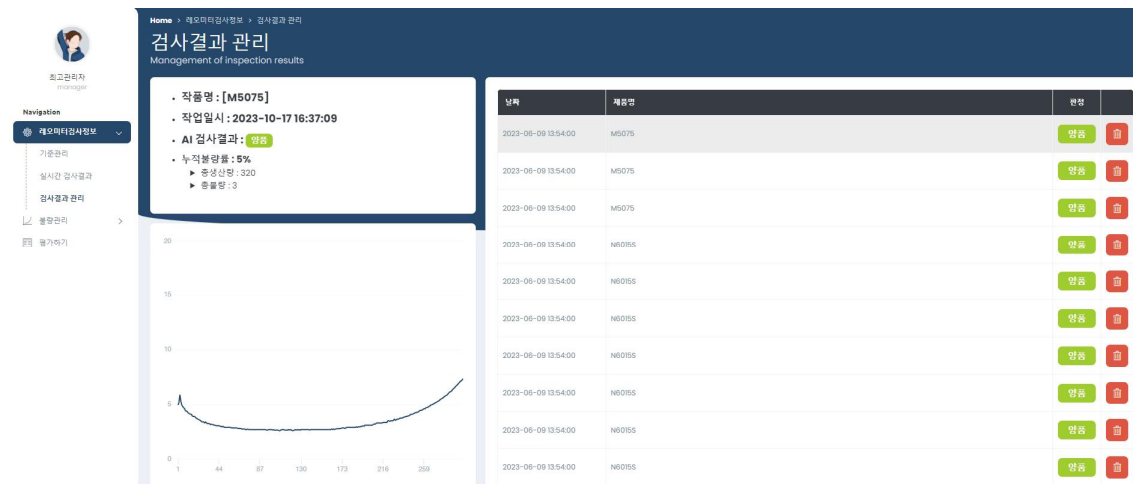 Home > 레오미터검사정보 > 검사결과 관리
검사결과 관리
Management of inspection results
최고관리자
manager
Navigation
레오미터검사정보
기준관리
실시간 검사결과
검사결과 관리
불량관리
평가하기
작품명 : [M5075]
작업일시 : 2023-10-17 16:37:09
AI 검사결과 : 양품
누적불량률 : 5%
▶ 총생산량 : 320
▶ 총불량 : 3
20
15
10
5
0
1 44 87 130 173 216 259
날짜 제품명 판정
2023-06-09 13:54:00 M5075 양품
2023-06-09 13:54:00 M5075 양품
2023-06-09 13:54:00 M5075 양품
2023-06-09 13:54:00 N6015S 양품
2023-06-09 13:54:00 N6015S 양품
2023-06-09 13:54:00 N6015S 양품
2023-06-09 13:54:00 N6015S 양품
2023-06-09 13:54:00 N6015S 양품
2023-06-09 13:54:00 N6015S 양품
2023-06-09 13:54:00 N6015S 양품